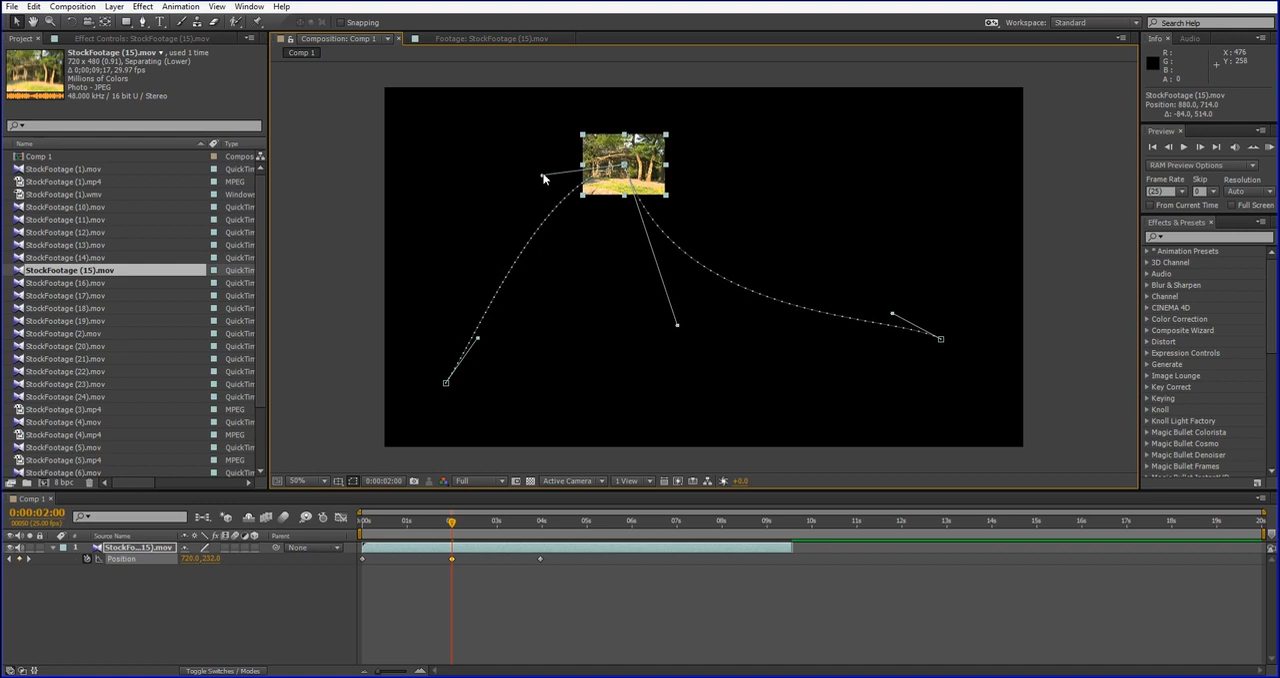 File Edit Composition Layer Effect Animation View Window Help
Snapping
Workspace: Standard
Search Help
Project
Effect Controls: StockFootage (15).mov
Composition: Comp 1
Footage: StockFootage (15).mov
Info
Audio
StockFootage (15).mov ▾ , used 1 time
720 x 480 (0.91), Separating (Lower)
Δ 0:00:09:17, 29.97 fps
Millions of Colors
Photo - JPEG
48.000 kHz / 16 bit U / Stereo
Comp 1
R :
G :
B :
A : 0
X : 476
Y : 258
StockFootage (15).mov
Position: 880.0, 714.0
Δ: -84.0, 514.0
Name Type
Comp 1 Compos
StockFootage (1).mov QuickTim
StockFootage (1).mp4 MPEG
StockFootage (1).wmv Window
StockFootage (10).mov QuickTim
StockFootage (11).mov QuickTim
StockFootage (12).mov QuickTim
StockFootage (13).mov QuickTim
StockFootage (14).mov QuickTim
StockFootage (15).mov QuickTim
StockFootage (16).mov QuickTim
StockFootage (17).mov QuickTim
StockFootage (18).mov QuickTim
StockFootage (19).mov QuickTim
StockFootage (2).mov QuickTim
StockFootage (20).mov QuickTim
StockFootage (21).mov QuickTim
StockFootage (22).mov QuickTim
StockFootage (23).mov QuickTim
StockFootage (24).mov QuickTim
StockFootage (3).mp4 MPEG
StockFootage (4).mov QuickTim
StockFootage (4).mp4 MPEG
StockFootage (5).mov QuickTim
StockFootage (5).mp4 MPEG
StockFootage (6).mov QuickTim
8 bpc
Preview
RAM Preview Options
Frame Rate Skip Resolution
(25) 0 Auto
From Current Time Full Screen
Effects & Presets
* Animation Presets
3D Channel
Audio
Blur & Sharpen
Channel
CINEMA 4D
Color Correction
Composite Wizard
Distort
Expression Controls
Generate
Image Lounge
Key Correct
Keying
Knoll
Knoll Light Factory
Magic Bullet Colorista
Magic Bullet Cosmo
Magic Bullet Denoiser
Magic Bullet Frames
50% 0:00:02:00 Full Active Camera 1 View +0.0
Comp 1
0:00:02:00
00050 (25.00 fps)
# Source Name Parent
1 StockFo...15).mov None
Position 720.0,232.0
:00s 01s 04s 05s 06s 07s 08s 09s 10s 11s 12s 13s 14s 15s 16s 17s 18s 19s 20s
Toggle Switches / Modes